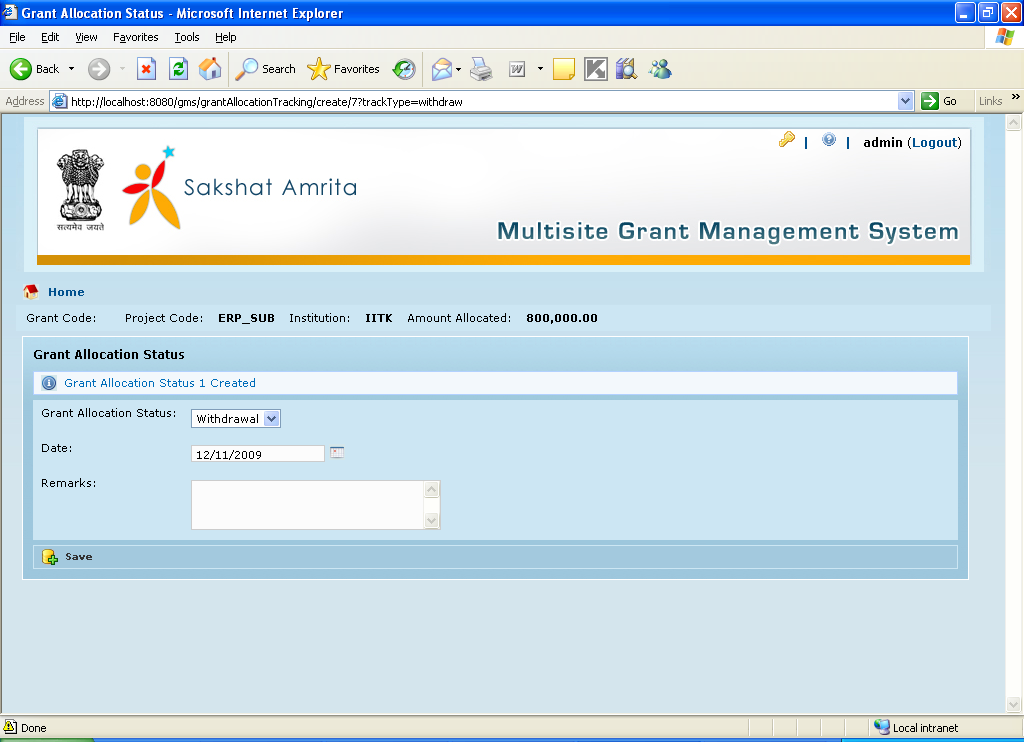 Grant Allocation Status - Microsoft Internet Explorer
File Edit View Favorites Tools Help
Back Search Favorites W K
Address http://localhost:8080/gms/grantAllocationTracking/create/7?trackType=withdraw Go Links »
? | | admin (Logout)
Sakshat Amrita
सत्यमेव जयते
Multisite Grant Management System
Home
Grant Code: Project Code: ERP_SUB Institution: IITK Amount Allocated: 800,000.00
Grant Allocation Status
Grant Allocation Status 1 Created
Grant Allocation Status: Withdrawal
Date: 12/11/2009
Remarks:
Save
Done Local intranet